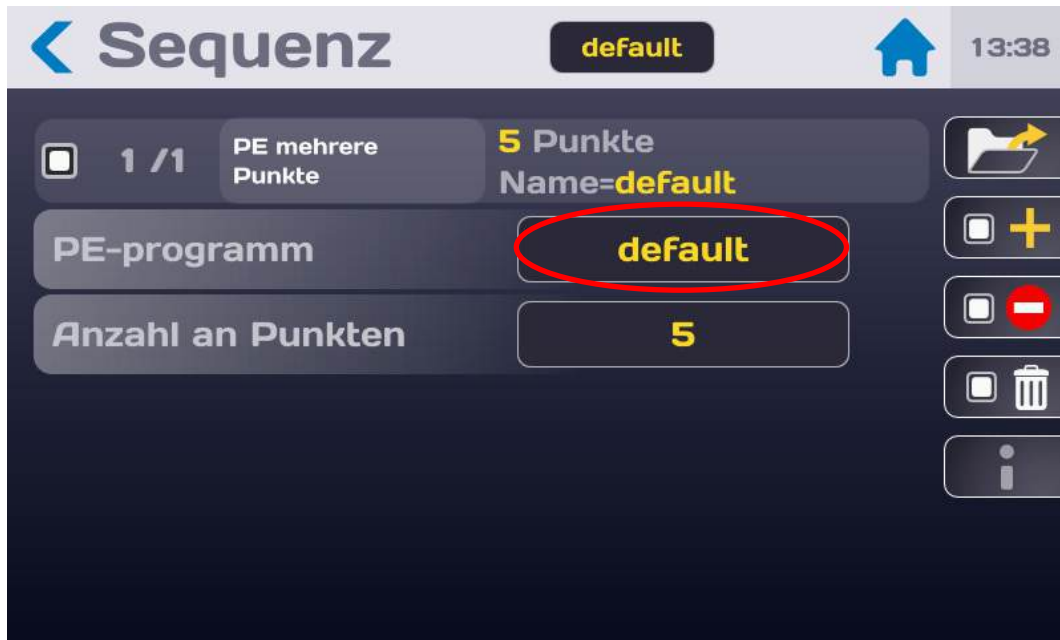 Sequenz
default
13:38
1 /1
PE mehrere
Punkte
5 Punkte
Name=default
PE-programm
default
Anzahl an Punkten
5